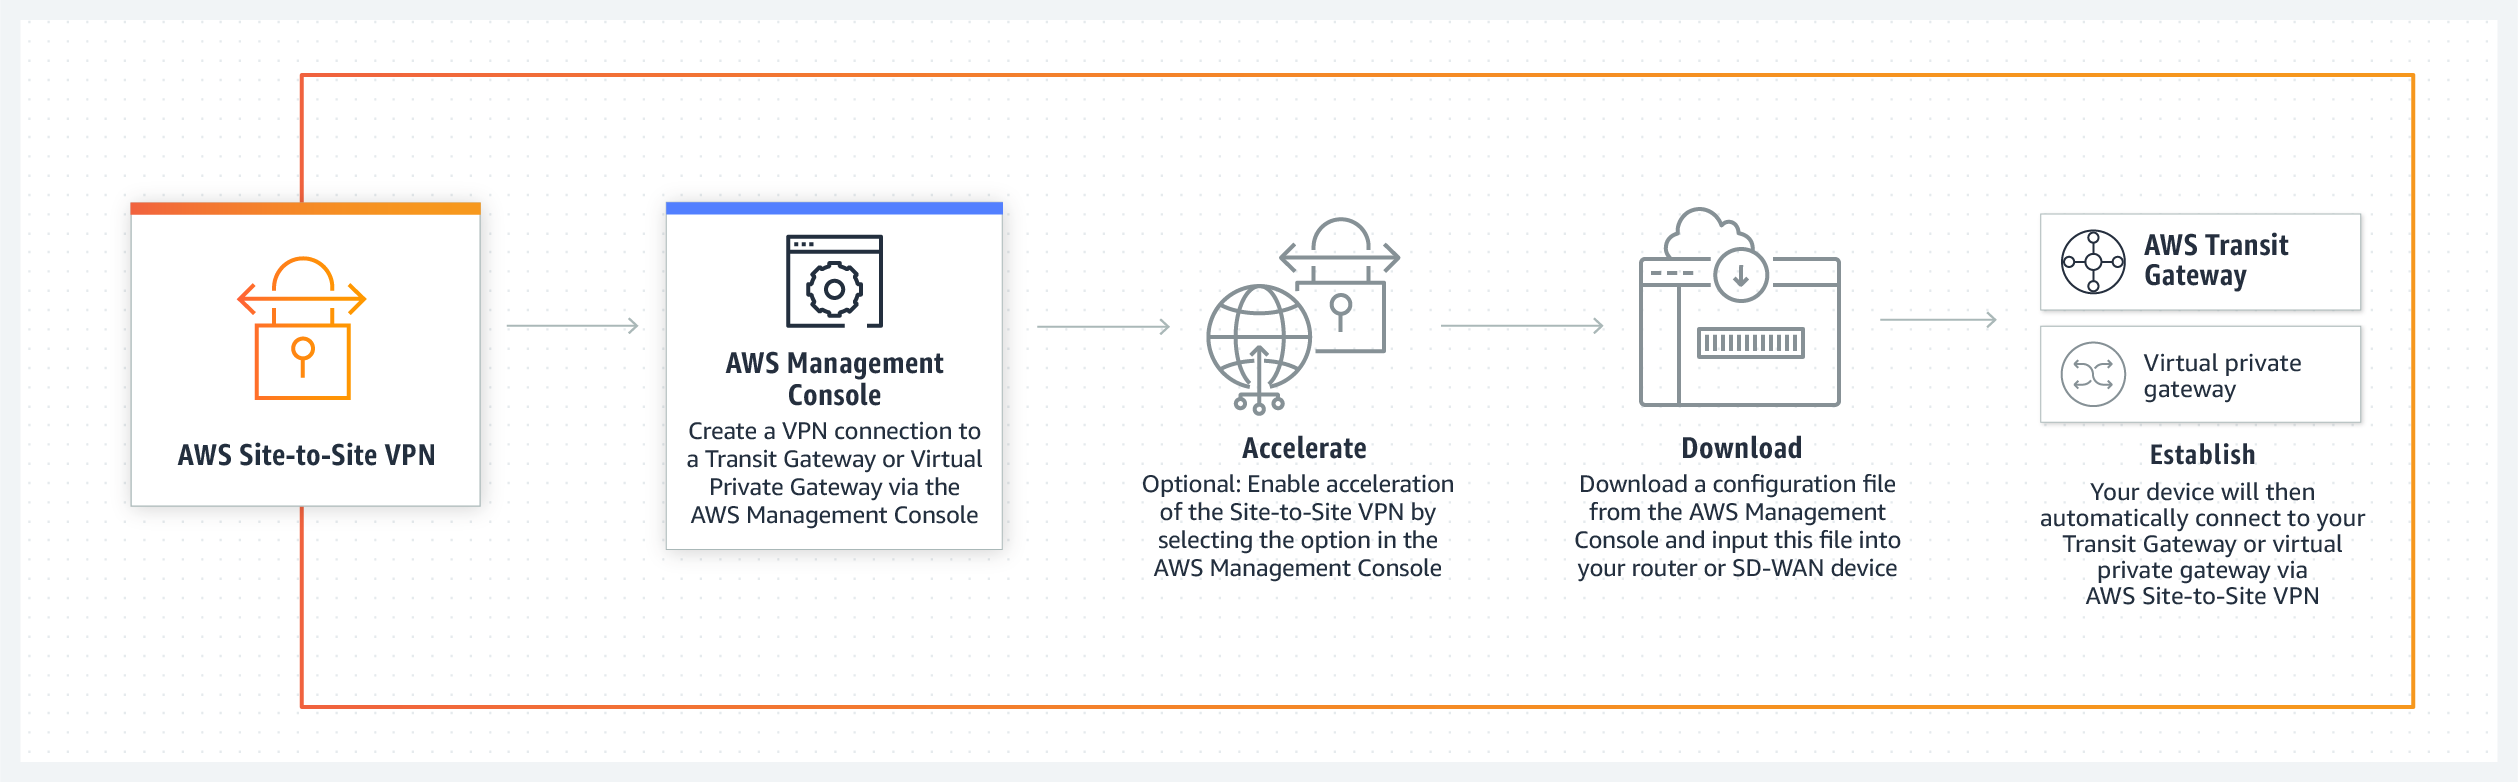 AWS Site-to-Site VPN
AWS Management
Console
Create a VPN connection to
a Transit Gateway or Virtual
Private Gateway via the
AWS Management Console
Accelerate
Optional: Enable acceleration
of the Site-to-Site VPN by
selecting the option in the
AWS Management Console
Download
Download a configuration file
from the AWS Management
Console and input this file into
your router or SD-WAN device
AWS Transit
Gateway
Virtual private
gateway
Establish
Your device will then
automatically connect to your
Transit Gateway or virtual
private gateway via
AWS Site-to-Site VPN